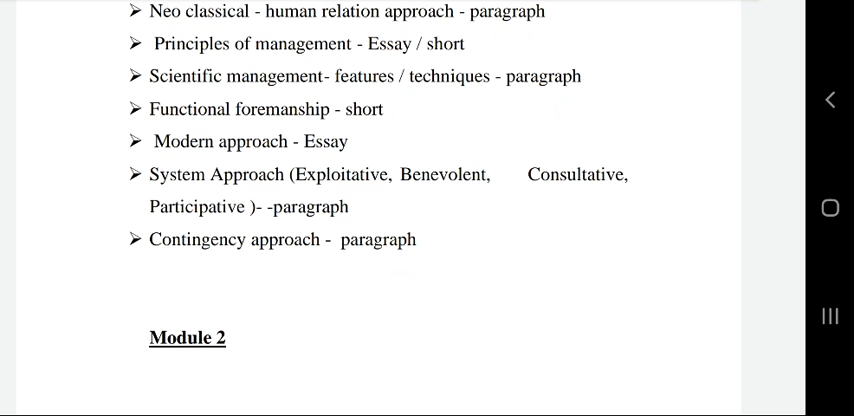 ➤ Neo classical - human relation approach - paragraph
➤ Principles of management - Essay / short
➤ Scientific management- features / techniques - paragraph
➤ Functional foremanship - short
➤ Modern approach - Essay
➤ System Approach (Exploitative, Benevolent, Consultative,
Participative )- -paragraph
➤ Contingency approach - paragraph
Module 2